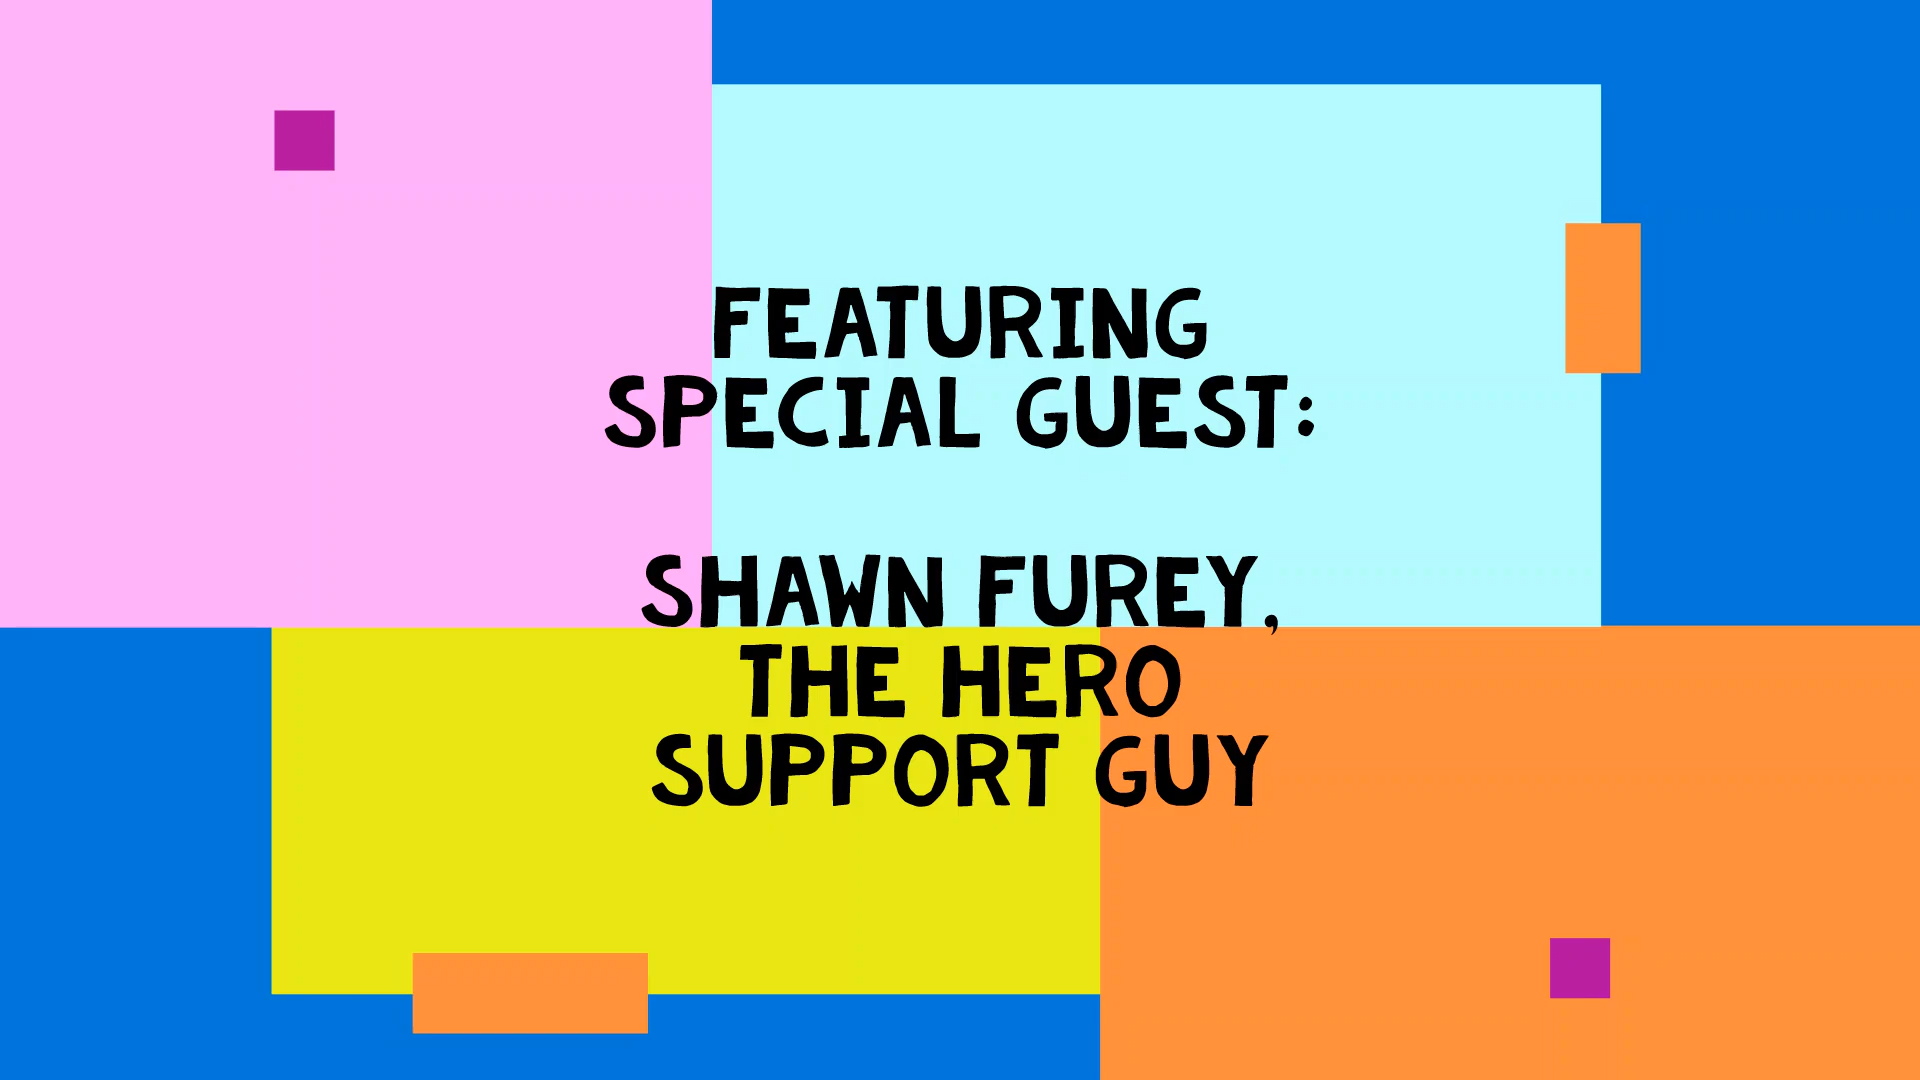 FEATURING
SPECIAL GUEST:
SHAWN FUREY,
THE HERO
SUPPORT GUY